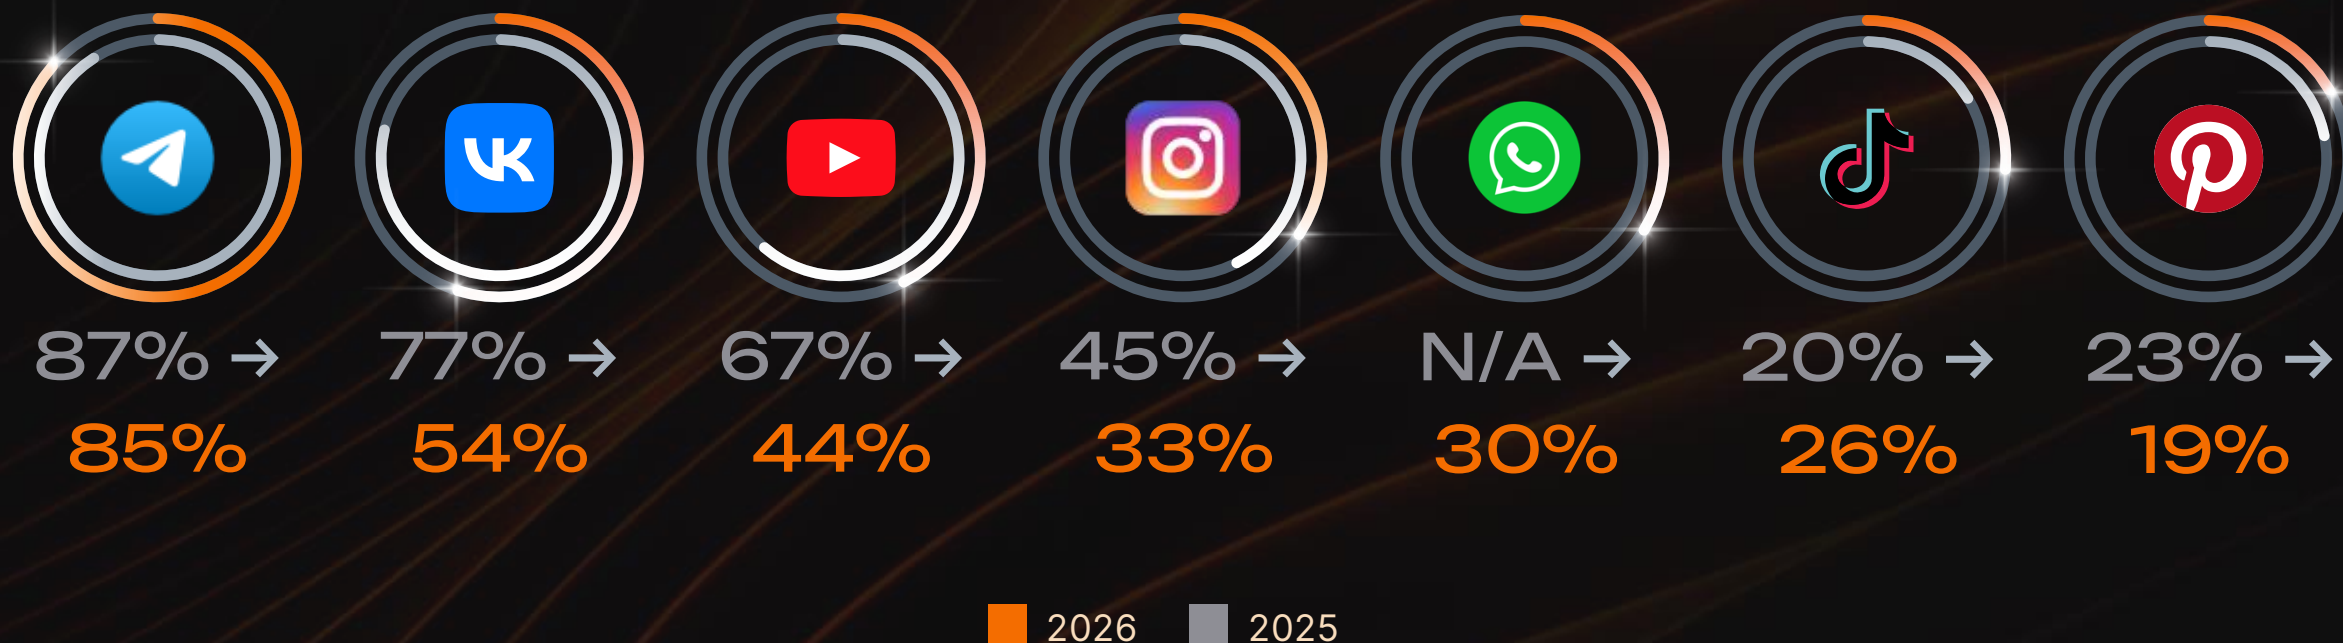 87% → 77% → 67% → 45% → N/A → 20% → 23% →
85% 54% 44% 33% 30% 26% 19%
2026 2025